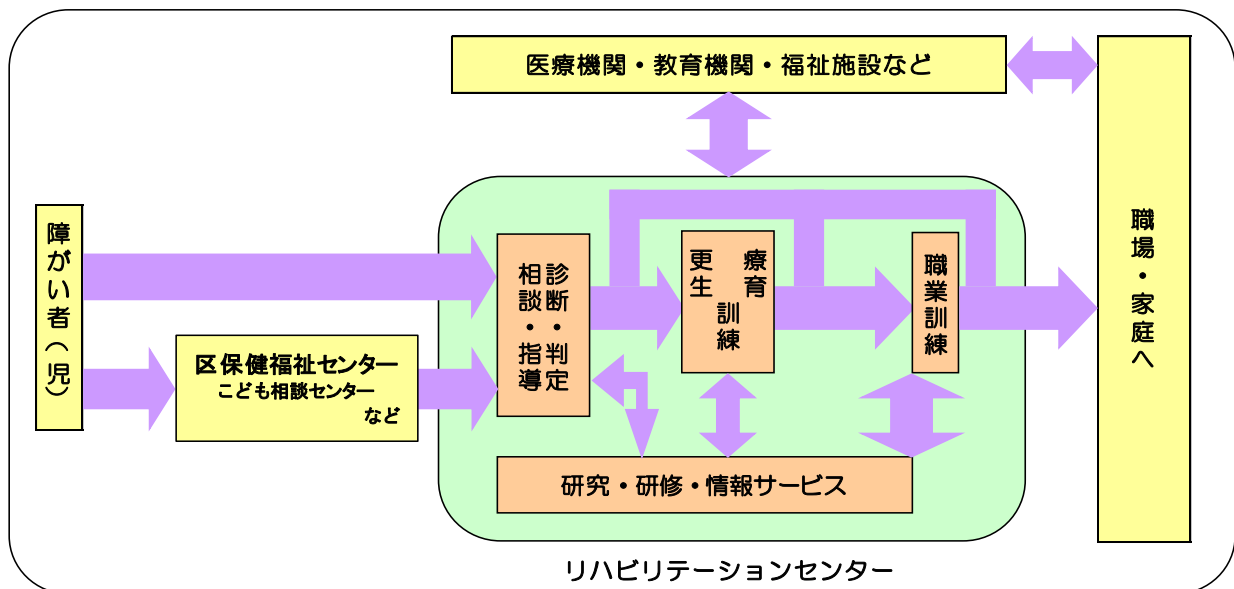 医療機関・教育機関・福祉施設など
障がい者（児）
区保健福祉センター
こども相談センター
など
診断・判定
相談・指導
療育
更生
訓練
職業訓練
研究・研修・情報サービス
職場・家庭へ
リハビリテーションセンター